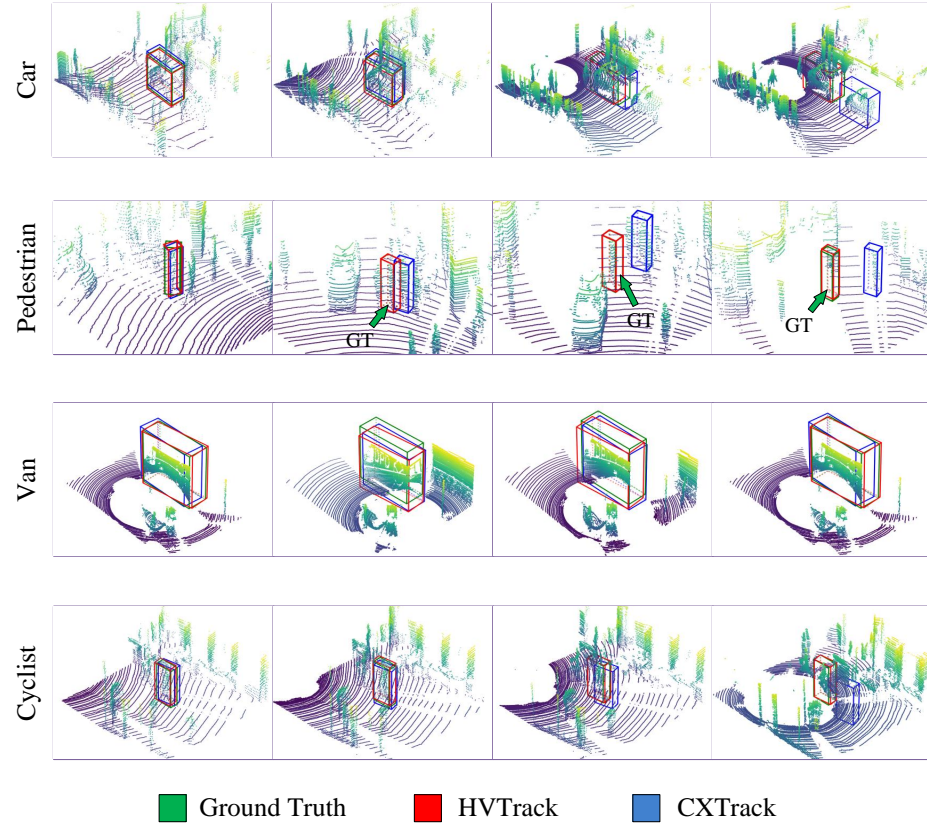 Car
Pedestrian
GT
GT
GT
Van
Cyclist
Ground Truth
HVTrack
CXTrack